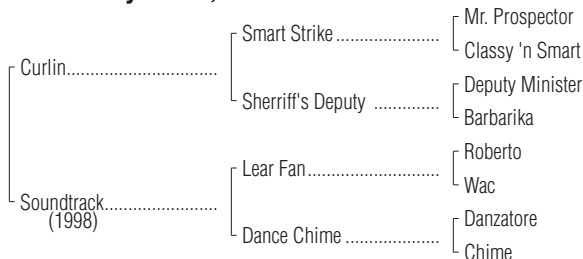 Mr. Prospector
Smart Strike
Classy 'n Smart
Curlin
Deputy Minister
Sherriff's Deputy
Barbarika
Roberto
Lear Fan
Wac
Soundtrack
(1998)
Danzatore
Dance Chime
Chime